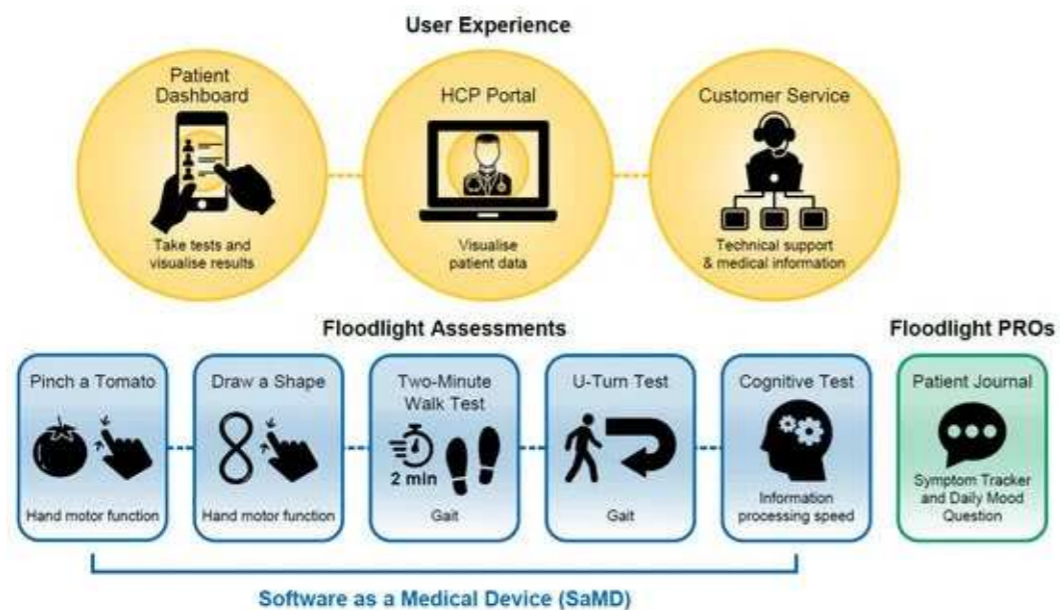 User Experience
Patient
Dashboard
Take tests and
visualise results
HCP Portal
Visualise
patient data
Customer Service
Technical support
& medical information
Floodlight Assessments
Floodlight PROs
Pinch a Tomato
Hand motor function
Draw a Shape
Hand motor function
Two-Minute
Walk Test
2 min
Gait
U-Turn Test
Gait
Cognitive Test
Information
processing speed
Patient Journal
Symptom Tracker
and Daily Mood
Question
Software as a Medical Device (SaMD)